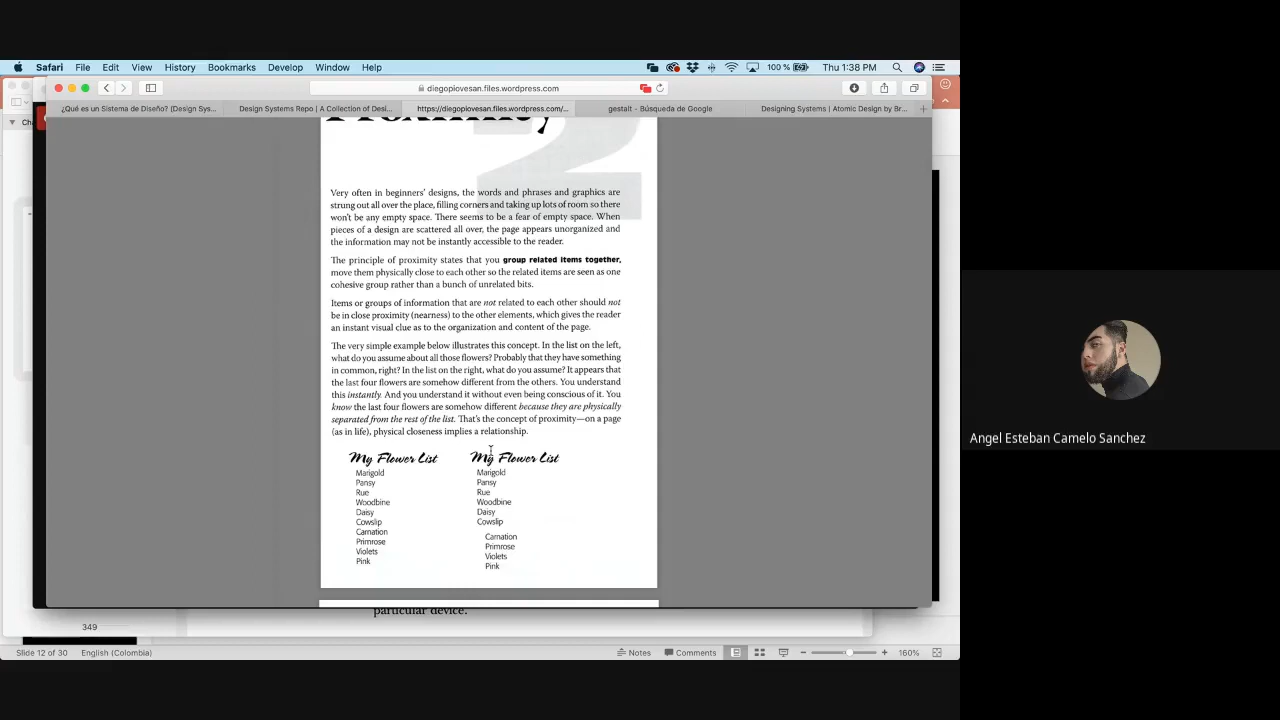 Safari File Edit View History Bookmarks Develop Window Help 100 % Thu 1:38 PM
diegopiovesan.files.wordpress.com
¿Qué es un Sistema de Diseño? (Design Sys... Design Systems Repo | A Collection of Desi... https://diegopiovesan.files.wordpress.com/... gestalt - Búsqueda de Google Designing Systems | Atomic Design by Br...
Proximity
2
Very often in beginners' designs, the words and phrases and graphics are
strung out all over the place, filling corners and taking up lots of room so there
won't be any empty space. There seems to be a fear of empty space. When
pieces of a design are scattered all over, the page appears unorganized and
the information may not be instantly accessible to the reader.
The principle of proximity states that you group related items together,
move them physically close to each other so the related items are seen as one
cohesive group rather than a bunch of unrelated bits.
Items or groups of information that are not related to each other should not
be in close proximity (nearness) to the other elements, which gives the reader
an instant visual clue as to the organization and content of the page.
The very simple example below illustrates this concept. In the list on the left,
what do you assume about all those flowers? Probably that they have something
in common, right? In the list on the right, what do you assume? It appears that
the last four flowers are somehow different from the others. You understand
this instantly. And you understand it without even being conscious of it. You
know the last four flowers are somehow different because they are physically
separated from the rest of the list. That's the concept of proximity—on a page
(as in life), physical closeness implies a relationship.
My Flower List
Marigold
Pansy
Rue
Woodbine
Daisy
Cowslip
Carnation
Primrose
Violets
Pink
My Flower List
Marigold
Pansy
Rue
Woodbine
Daisy
Cowslip
Carnation
Primrose
Violets
Pink
particular device.
349
Slide 12 of 30 English (Colombia) Notes Comments 160%
Angel Esteban Camelo Sanchez